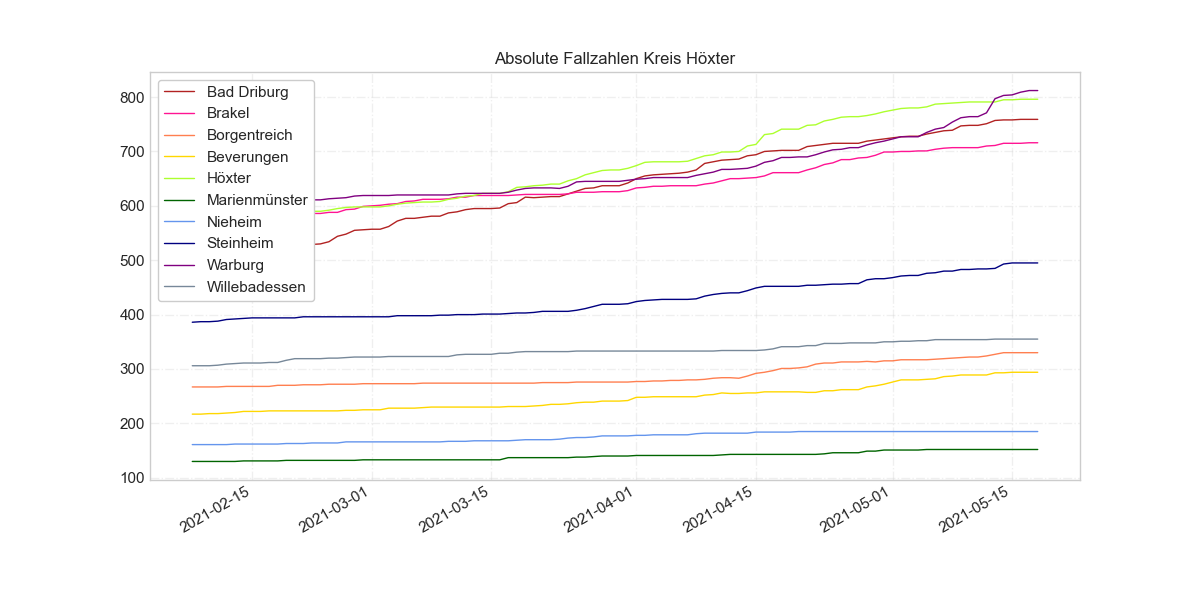 Absolute Fallzahlen Kreis Höxter
800
700
600
500
400
300
200
100
Bad Driburg
Brakel
Borgentreich
Beverungen
Höxter
Marienmünster
Nieheim
Steinheim
Warburg
Willebadessen
2021-02-15
2021-03-01
2021-03-15
2021-04-01
2021-04-15
2021-05-01
2021-05-15